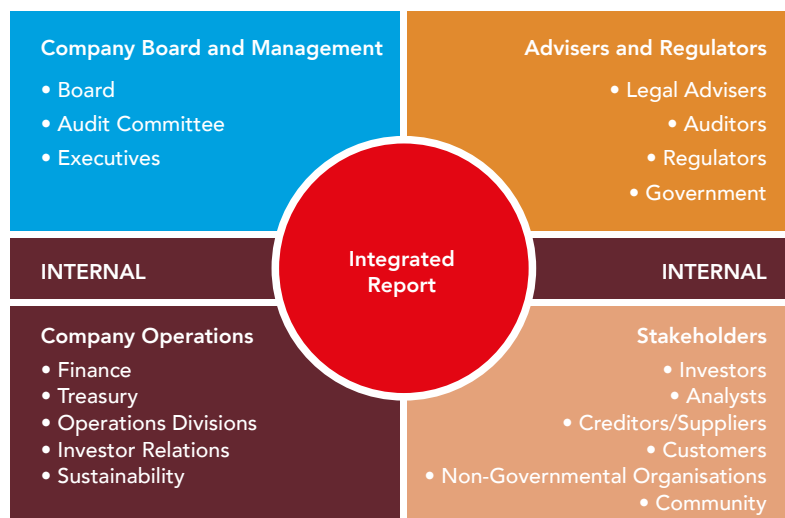 Company Board and Management
• Board
• Audit Committee
• Executives
Advisers and Regulators
• Legal Advisers
• Auditors
• Regulators
• Government
Integrated
Report
INTERNAL
INTERNAL
Company Operations
• Finance
• Treasury
• Operations Divisions
• Investor Relations
• Sustainability
Stakeholders
• Investors
• Analysts
• Creditors/Suppliers
• Customers
• Non-Governmental Organisations
• Community